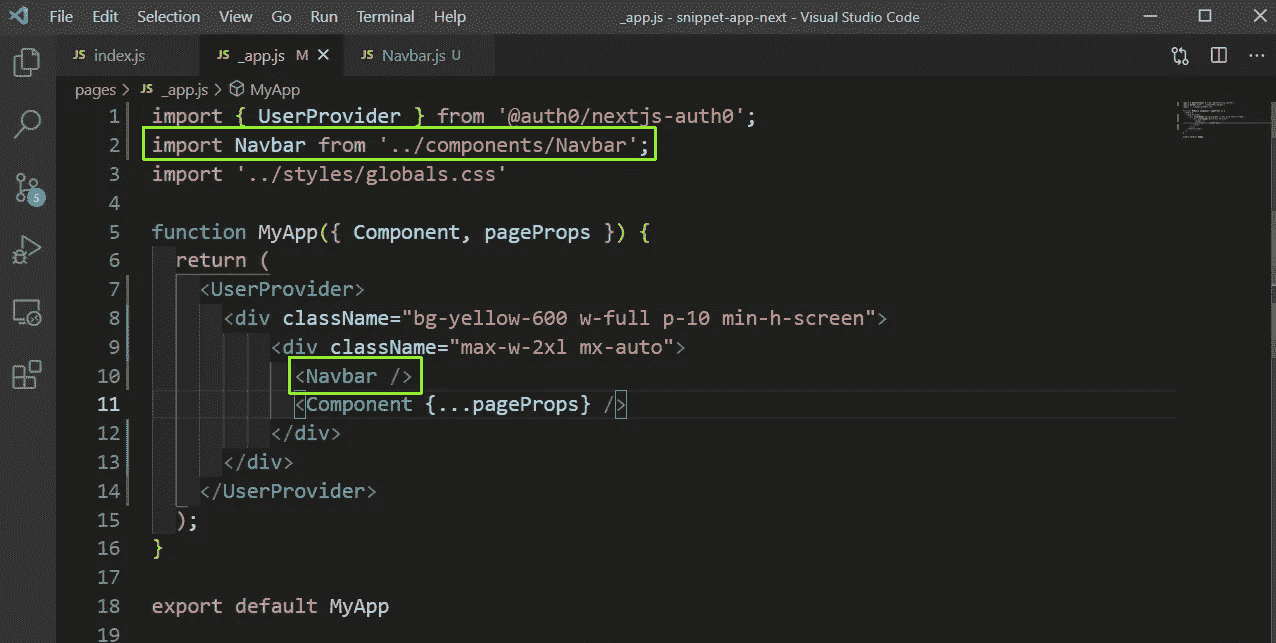 File Edit Selection View Go Run Terminal Help _app.js - snippet-app-next - Visual Studio Code
JS index.js JS _app.js M JS Navbar.js U
pages > JS _app.js > MyApp
1 import { UserProvider } from '@auth0/nextjs-auth0';
2 import Navbar from '../components/Navbar';
3 import '../styles/globals.css'
4
5 function MyApp({ Component, pageProps }) {
6 return (
7 <UserProvider>
8 <div className="bg-yellow-600 w-full p-10 min-h-screen">
9 <div className="max-w-2xl mx-auto">
10 <Navbar />
11 <Component {...pageProps} />
12 </div>
13 </div>
14 </UserProvider>
15 );
16 }
17
18 export default MyApp
19
5